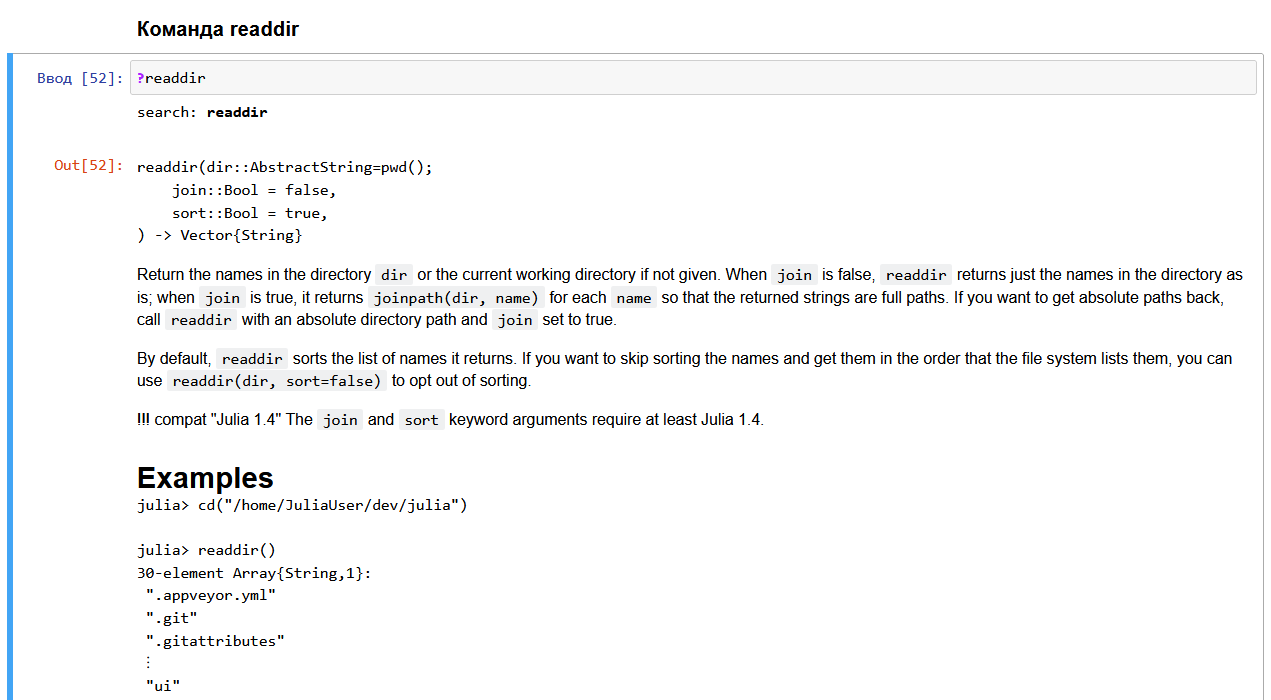 Команда readdir
Ввод [52]: ?readdir
search: readdir
Out[52]: readdir(dir::AbstractString=pwd();
    join::Bool = false,
    sort::Bool = true,
) -> Vector{String}
Return the names in the directory dir or the current working directory if not given. When join is false, readdir returns just the names in the directory as
is; when join is true, it returns joinpath(dir, name) for each name so that the returned strings are full paths. If you want to get absolute paths back,
call readdir with an absolute directory path and join set to true.
By default, readdir sorts the list of names it returns. If you want to skip sorting the names and get them in the order that the file system lists them, you can
use readdir(dir, sort=false) to opt out of sorting.
!!! compat "Julia 1.4" The join and sort keyword arguments require at least Julia 1.4.
Examples
julia> cd("/home/JuliaUser/dev/julia")
julia> readdir()
30-element Array{String,1}:
 ".appveyor.yml"
 ".git"
 ".gitattributes"
 ⋮
 "ui"